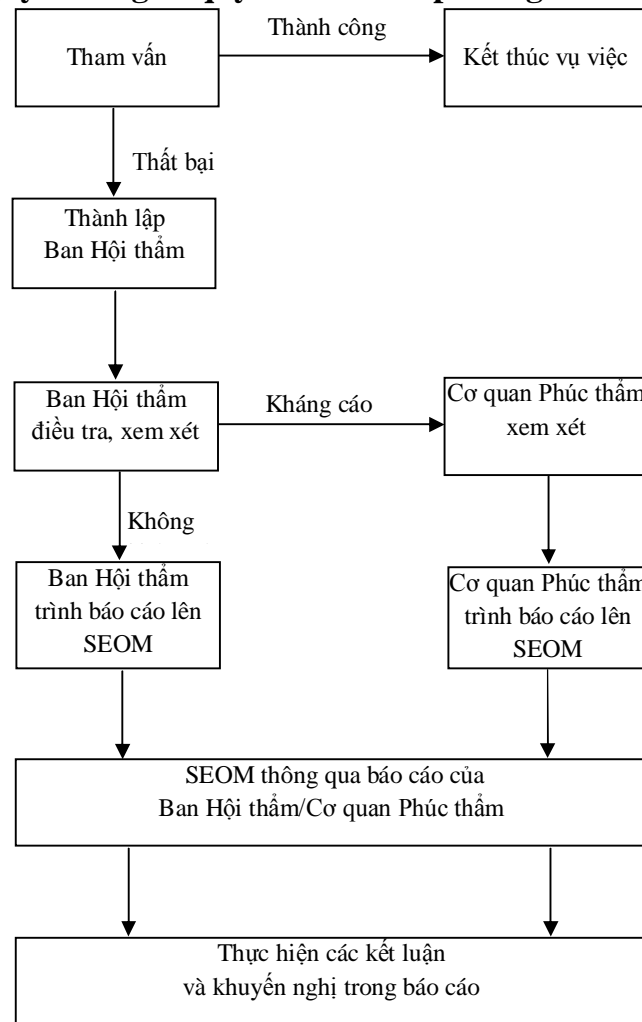 Thành công
Tham vấn
Kết thúc vụ việc
Thất bại
Thành lập
Ban Hội thẩm
Ban Hội thẩm
điều tra, xem xét
Kháng cáo
Cơ quan Phúc thẩm
xem xét
Không
Ban Hội thẩm
trình báo cáo lên
SEOM
Cơ quan Phúc thẩm
trình báo cáo lên
SEOM
SEOM thông qua báo cáo của
Ban Hội thẩm/Cơ quan Phúc thẩm
Thực hiện các kết luận
và khuyến nghị trong báo cáo